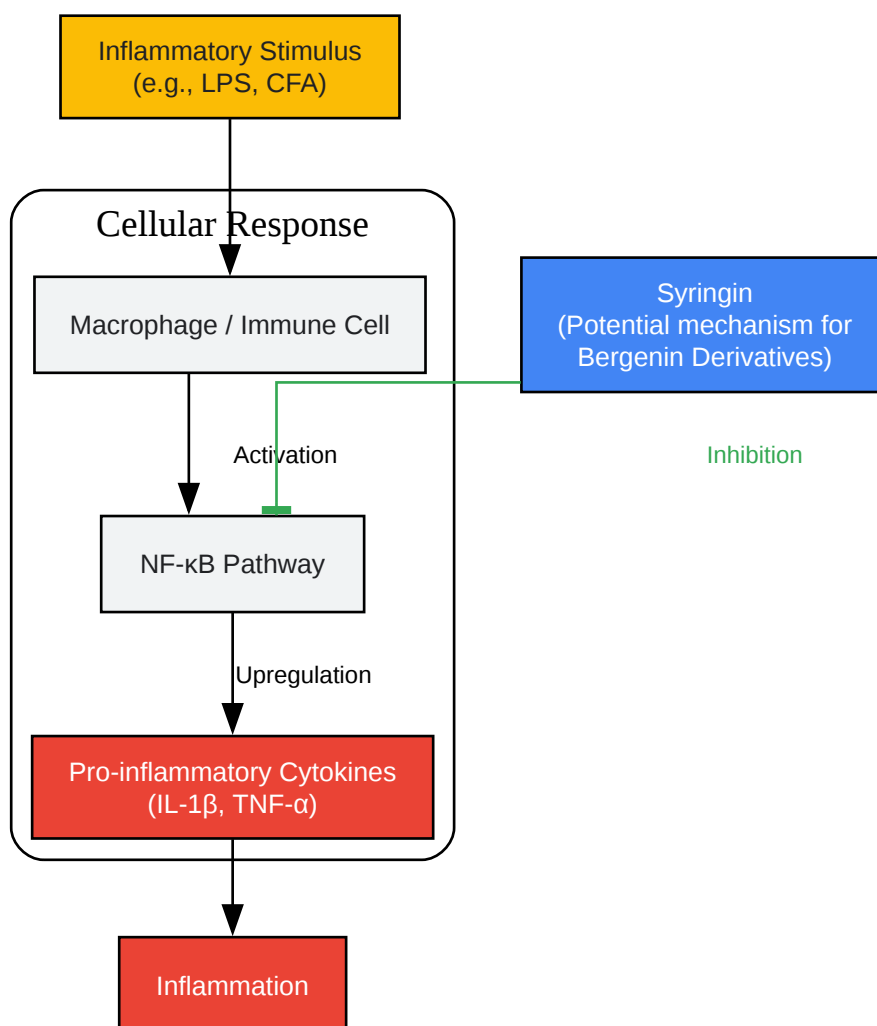 Inflammatory Stimulus
(e.g., LPS, CFA)
Cellular Response
Macrophage / Immune Cell
Syringin
(Potential mechanism for
Bergenin Derivatives)
Activation
Inhibition
NF-κB Pathway
Upregulation
Pro-inflammatory Cytokines
(IL-1β, TNF-α)
Inflammation